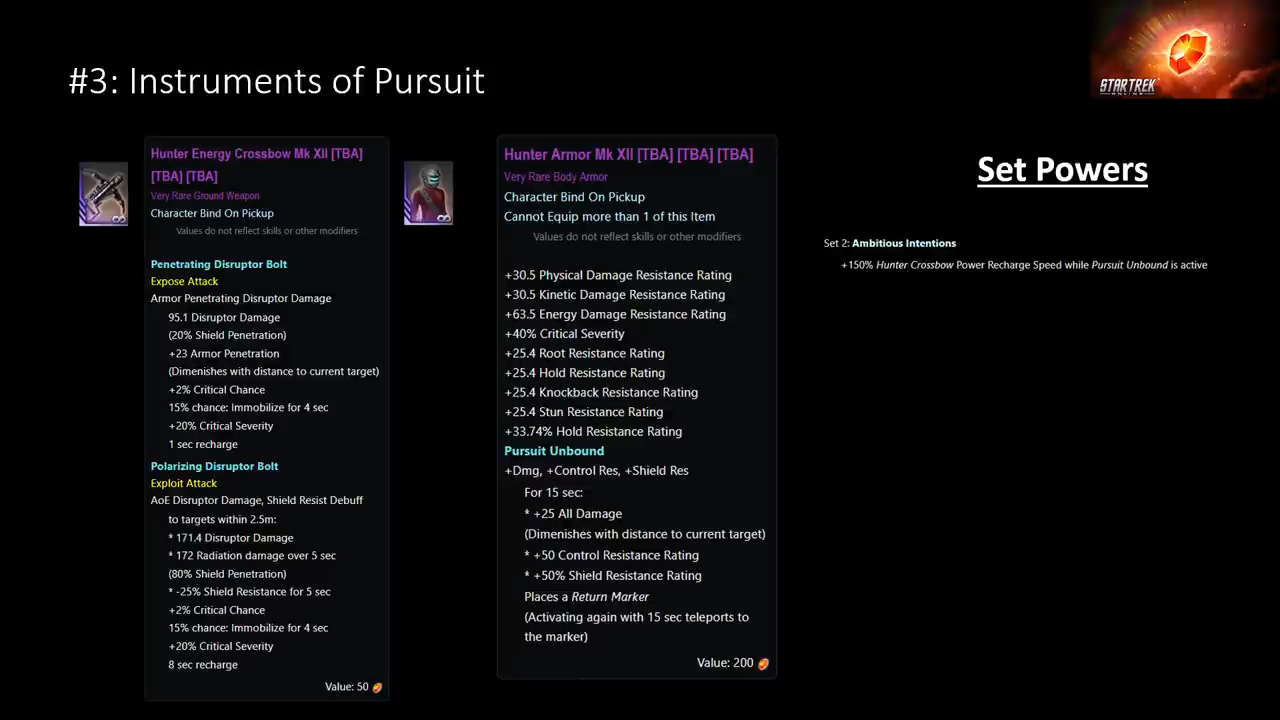 #3: Instruments of Pursuit
STAR TREK
ONLINE
Hunter Energy Crossbow Mk XII [TBA]
[TBA] [TBA]
Very Rare Ground Weapon
Character Bind On Pickup
Values do not reflect skills or other modifiers
Penetrating Disruptor Bolt
Expose Attack
Armor Penetrating Disruptor Damage
95.1 Disruptor Damage
(20% Shield Penetration)
+23 Armor Penetration
(Dimenishes with distance to current target)
+2% Critical Chance
15% chance: Immobilize for 4 sec
+20% Critical Severity
1 sec recharge
Polarizing Disruptor Bolt
Exploit Attack
AoE Disruptor Damage, Shield Resist Debuff
to targets within 2.5m:
* 171.4 Disruptor Damage
* 172 Radiation damage over 5 sec
(80% Shield Penetration)
* -25% Shield Resistance for 5 sec
+2% Critical Chance
15% chance: Immobilize for 4 sec
+20% Critical Severity
8 sec recharge
Value: 50
Hunter Armor Mk XII [TBA] [TBA] [TBA]
Very Rare Body Armor
Character Bind On Pickup
Cannot Equip more than 1 of this Item
Values do not reflect skills or other modifiers
+30.5 Physical Damage Resistance Rating
+30.5 Kinetic Damage Resistance Rating
+63.5 Energy Damage Resistance Rating
+40% Critical Severity
+25.4 Root Resistance Rating
+25.4 Hold Resistance Rating
+25.4 Knockback Resistance Rating
+25.4 Stun Resistance Rating
+33.74% Hold Resistance Rating
Pursuit Unbound
+Dmg, +Control Res, +Shield Res
For 15 sec:
* +25 All Damage
(Dimenishes with distance to current target)
* +50 Control Resistance Rating
* +50% Shield Resistance Rating
Places a Return Marker
(Activating again with 15 sec teleports to
the marker)
Value: 200
Set Powers
Set 2: Ambitious Intentions
+150% Hunter Crossbow Power Recharge Speed while Pursuit Unbound is active